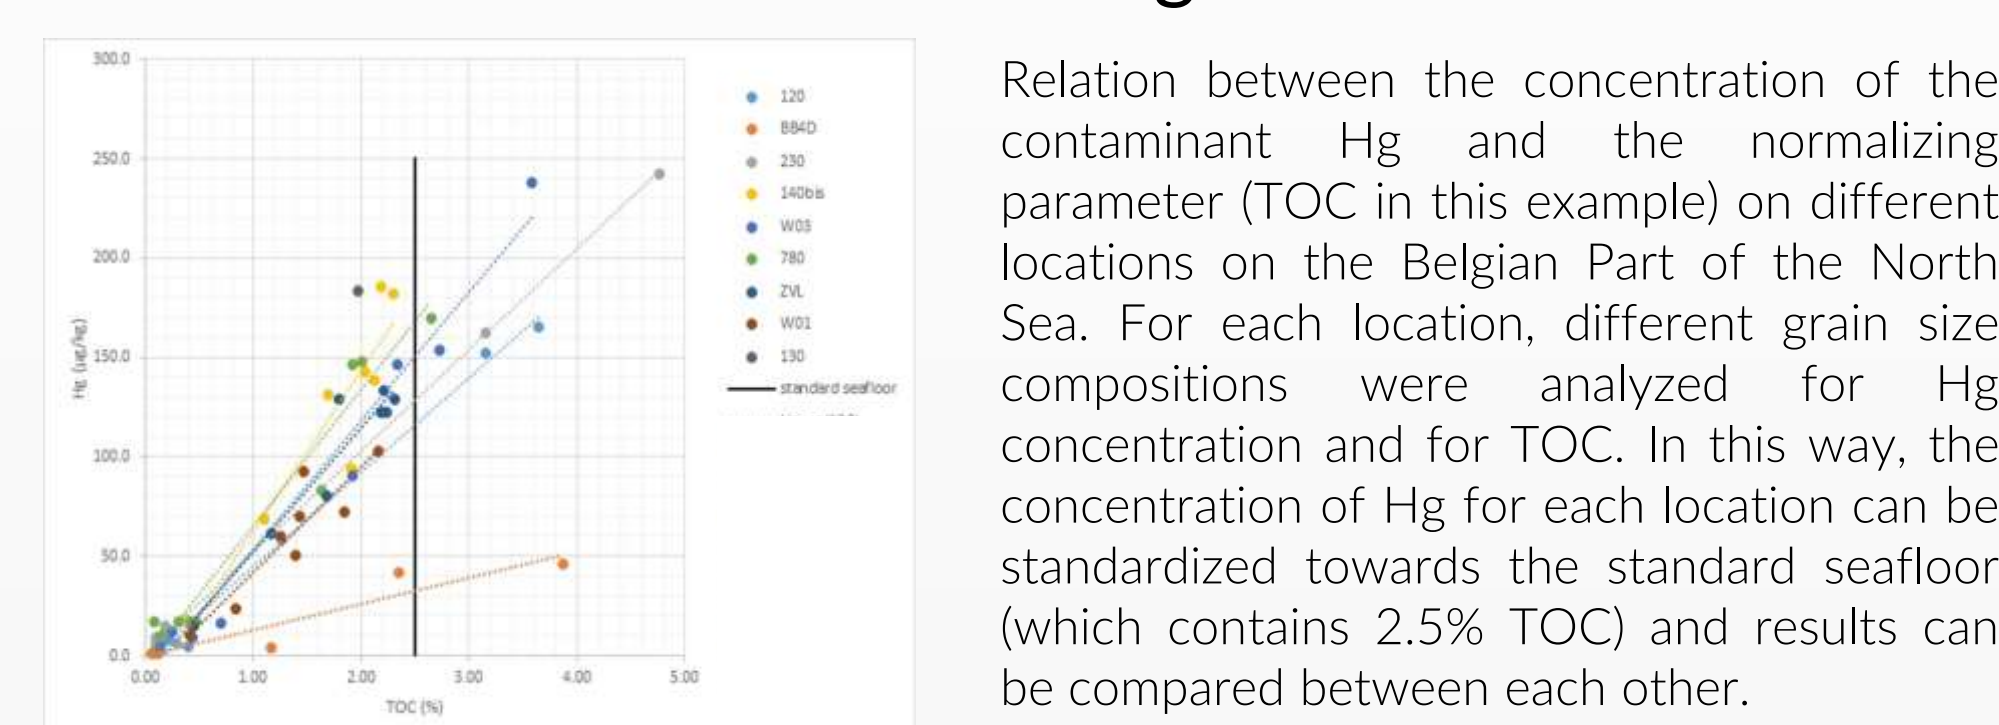 300.0
250.0
200.0
150.0
100.0
50.0
0.0
0.00 1.00 2.00 3.00 4.00 5.00
Hg (µg/kg)
TOC (%)
120
BB4D
230
140bis
W03
780
ZVL
W01
130
standard seafloor
Relation between the concentration of the
contaminant Hg and the normalizing
parameter (TOC in this example) on different
locations on the Belgian Part of the North
Sea. For each location, different grain size
compositions were analyzed for Hg
concentration and for TOC. In this way, the
concentration of Hg for each location can be
standardized towards the standard seafloor
(which contains 2.5% TOC) and results can
be compared between each other.